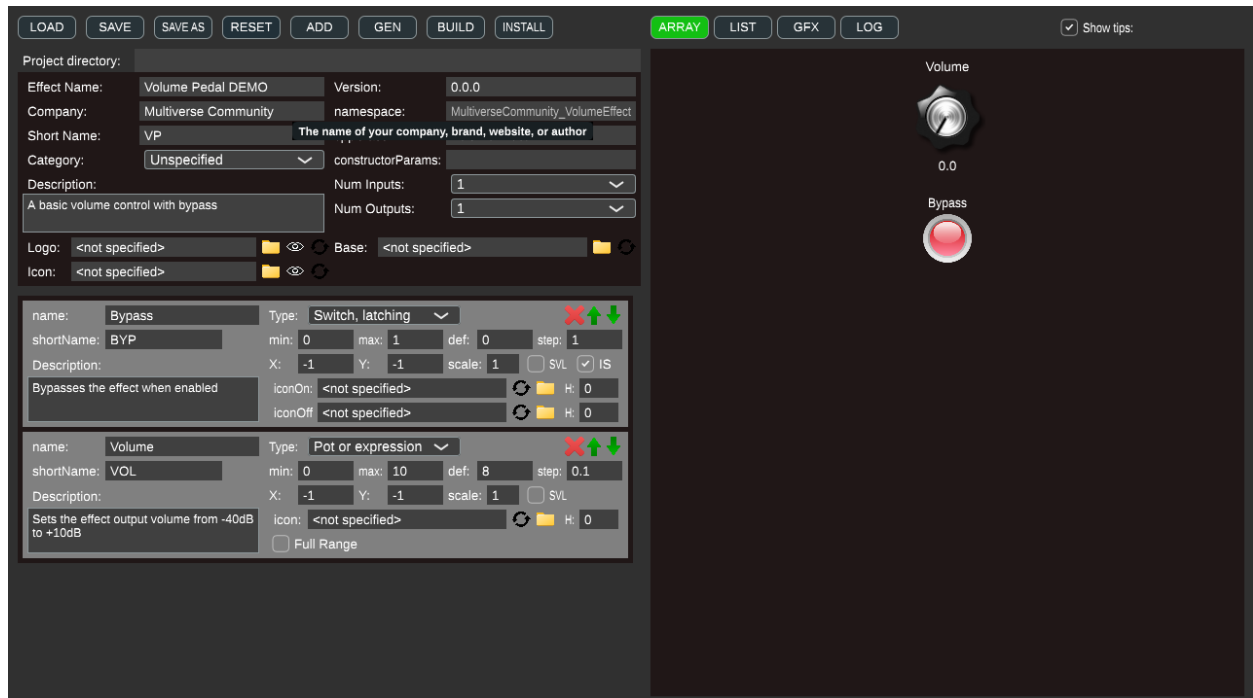 LOAD SAVE SAVE AS RESET ADD GEN BUILD INSTALL
ARRAY LIST GFX LOG Show tips:
Project directory:
Effect Name: Volume Pedal DEMO Version: 0.0.0
Company: Multiverse Community namespace: MultiverseCommunity_VolumeEffect
Short Name: VP
The name of your company, brand, website, or author
Category: Unspecified constructorParams:
Description: Num Inputs: 1
A basic volume control with bypass
Num Outputs: 1
Logo: <not specified> Base: <not specified>
Icon: <not specified>
name: Bypass Type: Switch, latching
shortName: BYP min: 0 max: 1 def: 0 step: 1
Description: X: -1 Y: -1 scale: 1 SVL IS
Bypasses the effect when enabled
iconOn: <not specified> H: 0
iconOff <not specified> H: 0
name: Volume Type: Pot or expression
shortName: VOL min: 0 max: 10 def: 8 step: 0.1
Description: X: -1 Y: -1 scale: 1 SVL
Sets the effect output volume from -40dB
to +10dB
icon: <not specified> H: 0
Full Range
Volume
0.0
Bypass